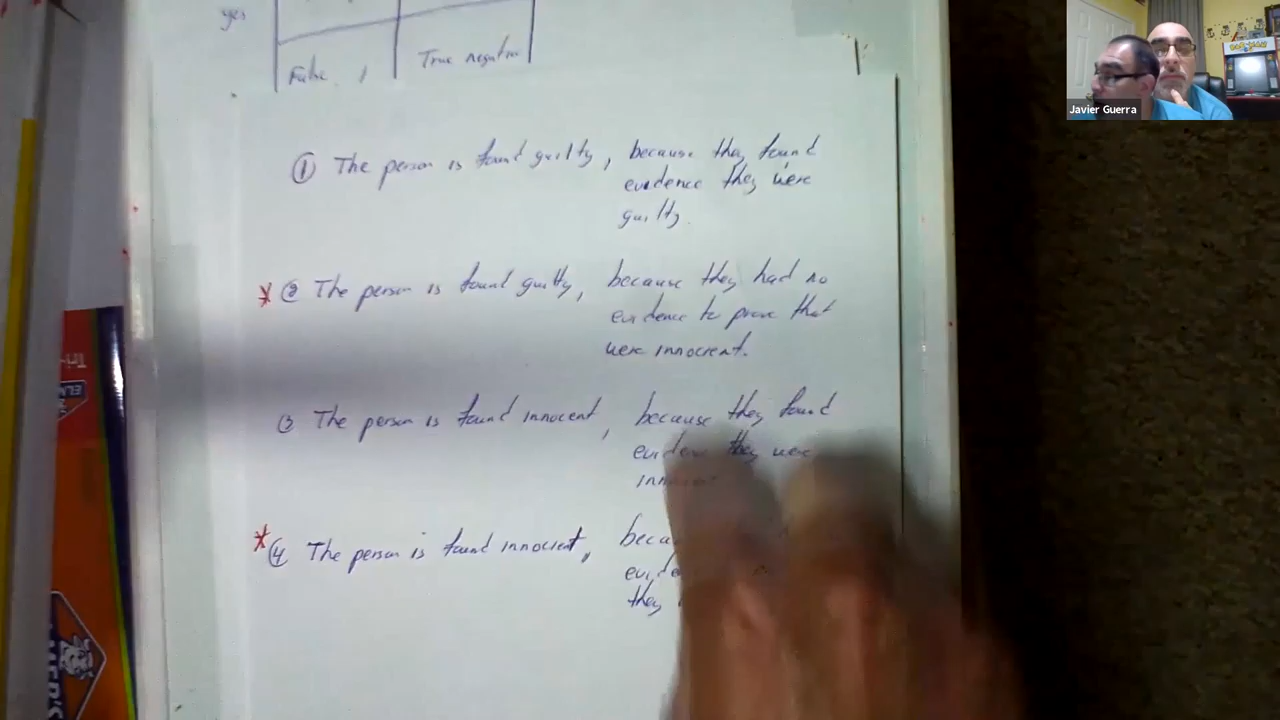 yes
False
True negative
① The person is found guilty, because they found
evidence they were
guilty.
* ② The person is found guilty, because they had no
evidence to prove that
were innocent.
③ The person is found innocent, because they found
evidence they were
* ④ The person is found innocent,
they
Javier Guerra